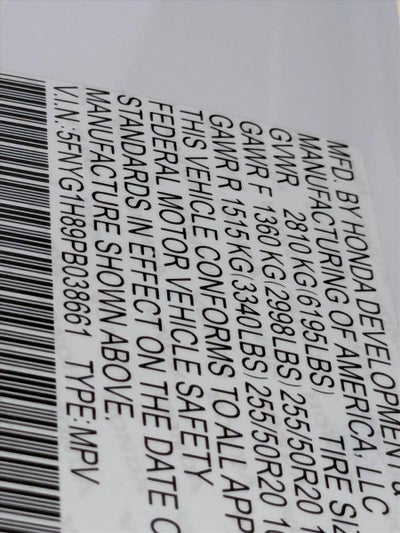 MFD. BY HONDA DEVELOPMENT &
MANUFACTURING OF AMERICA, LLC
GVWR 2810 KG (6195LBS) TIRE SIZ
GAWR F 1360 KG (2998LBS) 255/50R20 1
GAWR R 1515 KG (3340LBS) 255/50R20 10
THIS VEHICLE CONFORMS TO ALL APP
FEDERAL MOTOR VEHICLE SAFETY
STANDARDS IN EFFECT ON THE DATE O
MANUFACTURE SHOWN ABOVE.
V.I.N.:5FNYG1H89PB038661 TYPE:MPV